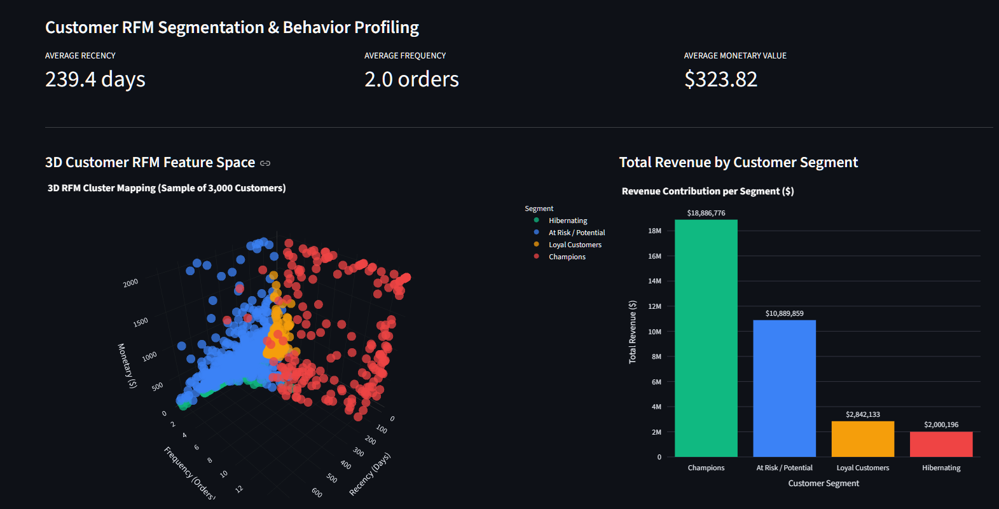 Customer RFM Segmentation & Behavior Profiling
AVERAGE RECENCY
239.4 days
AVERAGE FREQUENCY
2.0 orders
AVERAGE MONETARY VALUE
$323.82
3D Customer RFM Feature Space
3D RFM Cluster Mapping (Sample of 3,000 Customers)
Segment
Hibernating
At Risk / Potential
Loyal Customers
Champions
2000
1500
1000
500
0
Monetary ($)
2
4
6
8
10
12
Frequency (Orders)
0
100
200
300
400
500
600
Recency (Days)
Total Revenue by Customer Segment
Revenue Contribution per Segment ($)
$18,886,776
$10,889,859
$2,842,133
$2,000,196
18M
16M
14M
12M
10M
8M
6M
4M
2M
0
Total Revenue ($)
Champions
At Risk / Potential
Loyal Customers
Hibernating
Customer Segment